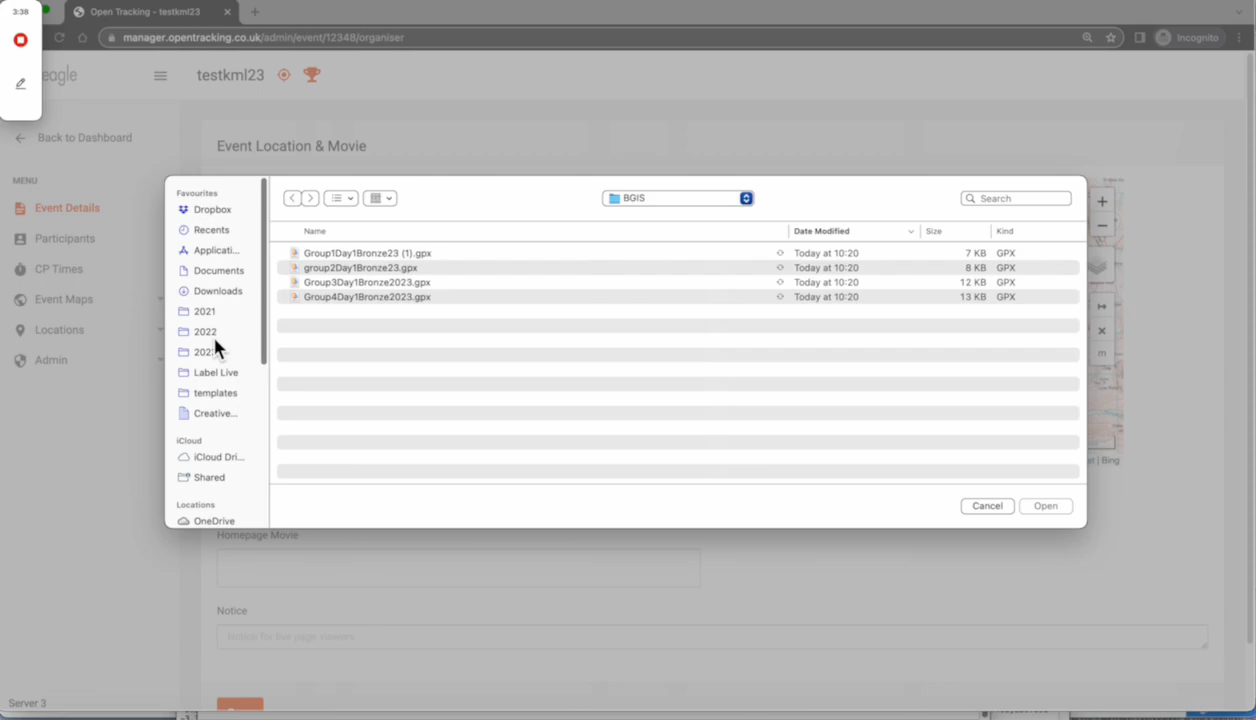 3:38
Open Tracking – testkml23
manager.opentracking.co.uk/admin/event/12348/organiser
Incognito
eagle
testkml23
Back to Dashboard
MENU
Event Details
Participants
CP Times
Event Maps
Locations
Admin
Server 3
Event Location & Movie
Favourites
Dropbox
Recents
Applicati...
Documents
Downloads
2021
2022
Label Live
templates
Creative...
iCloud
iCloud Dri...
Shared
Locations
OneDrive
BGIS
Search
Name Date Modified Size Kind
Group1Day1Bronze23 (1).gpx Today at 10:20 7 KB GPX
group2Day1Bronze23.gpx Today at 10:20 8 KB GPX
Group3Day1Bronze2023.gpx Today at 10:20 12 KB GPX
Group4Day1Bronze2023.gpx Today at 10:20 13 KB GPX
Cancel Open
m
| Bing
Homepage Movie
Notice
Notice for live page viewers